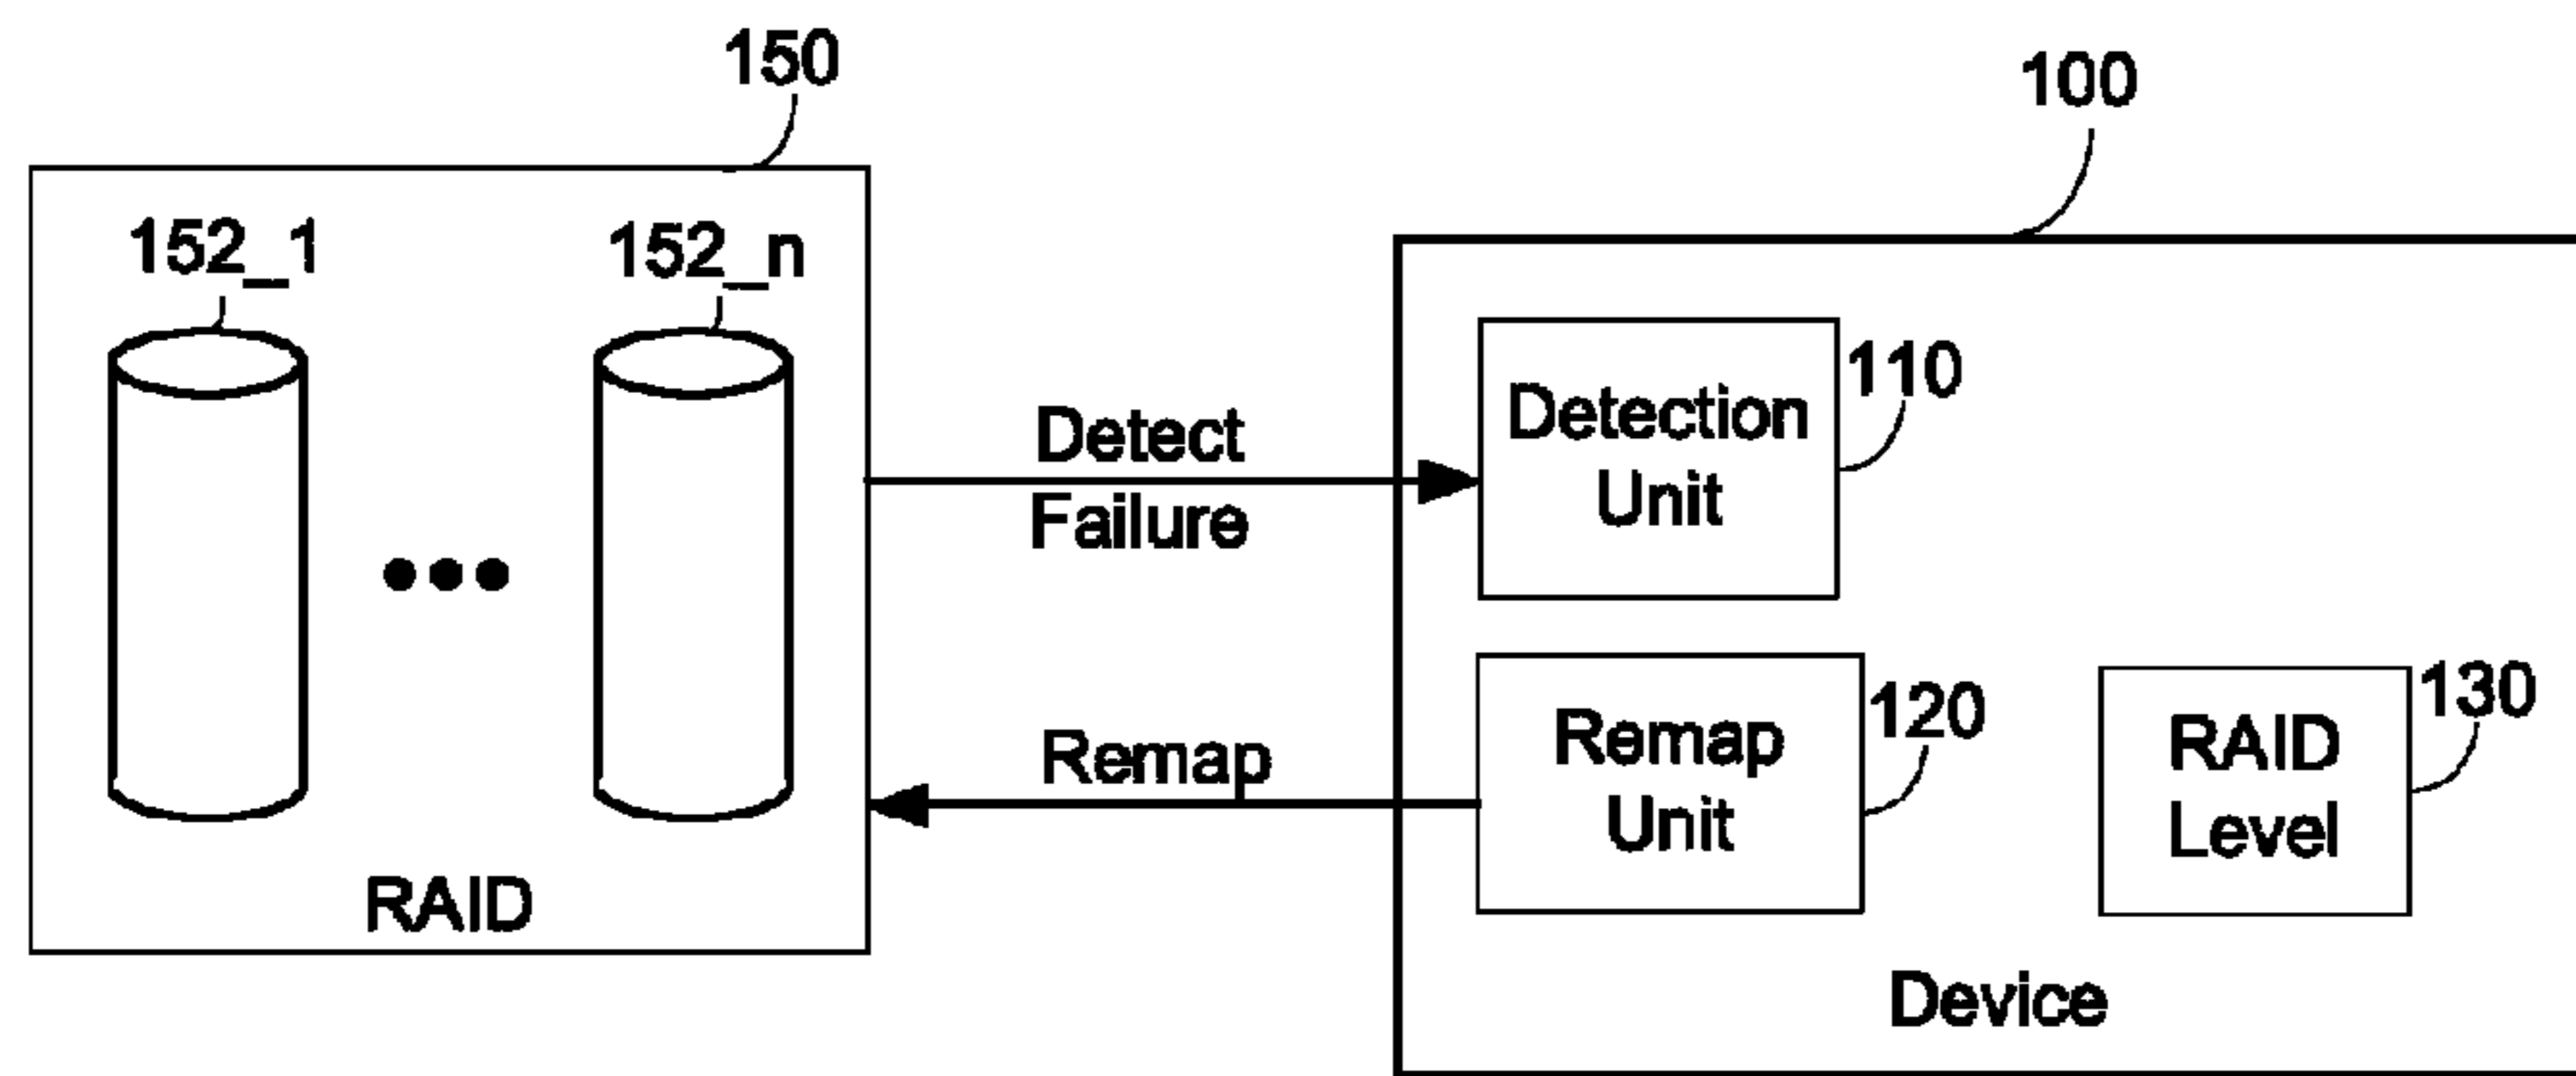 150
100
152_1
152_n
Detect
Failure
Detection
Unit
110
Remap
Remap
Unit
120
RAID
Level
130
RAID
Device